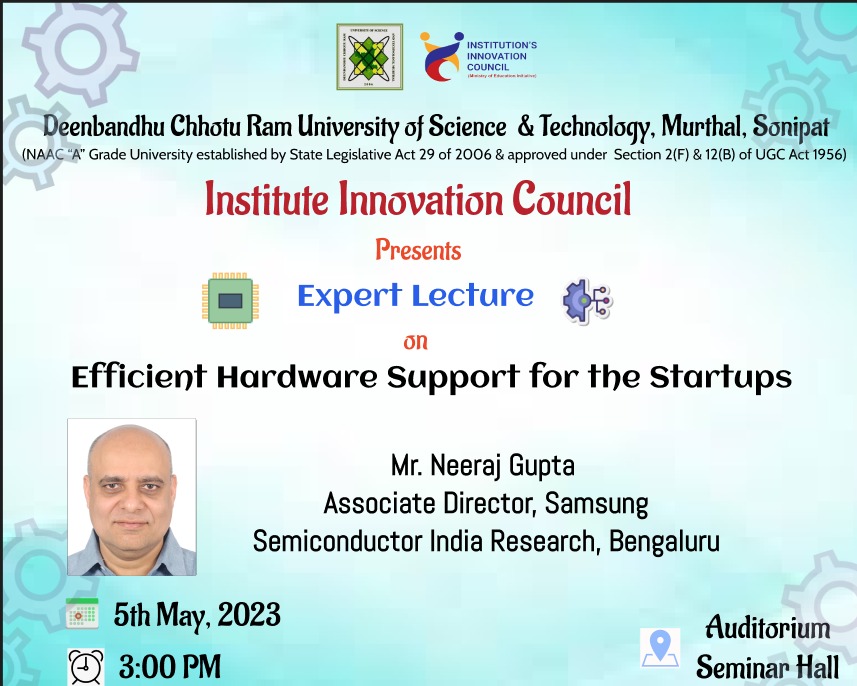 INSTITUTION'S
INNOVATION
COUNCIL
(Ministry of Education Initiative)
Deenbandhu Chhotu Ram University of Science & Technology, Murthal, Sonipat
(NAAC “A” Grade University established by State Legislative Act 29 of 2006 & approved under Section 2(F) & 12(B) of UGC Act 1956)
Institute Innovation Council
Presents
Expert Lecture
on
Efficient Hardware Support for the Startups
Mr. Neeraj Gupta
Associate Director, Samsung
Semiconductor India Research, Bengaluru
5th May, 2023
3:00 PM
Auditorium
Seminar Hall